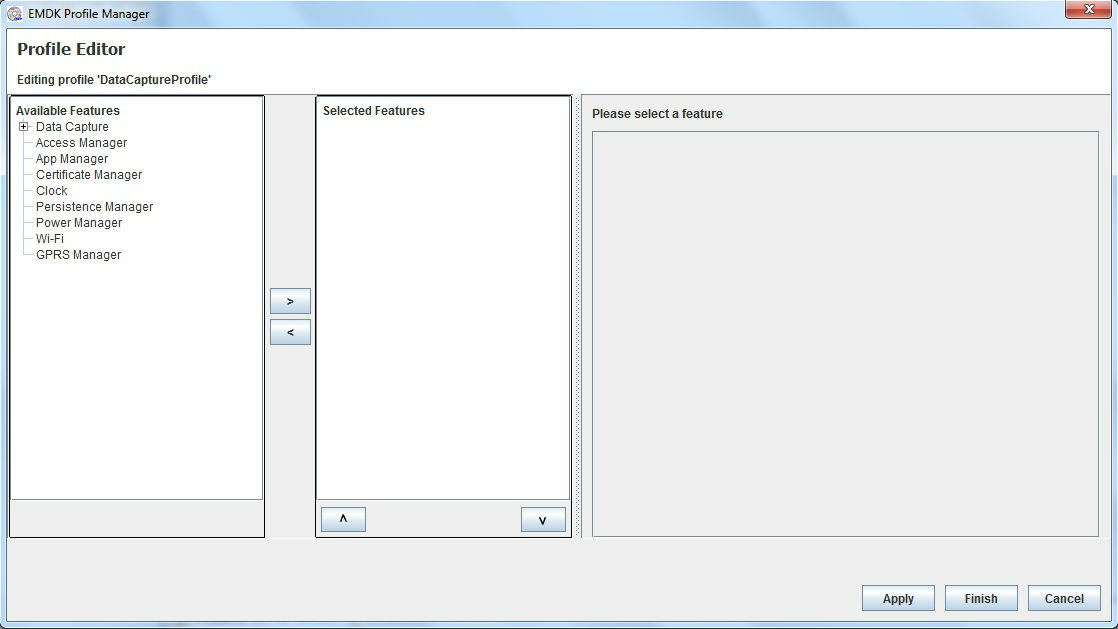 EMDK Profile Manager
Profile Editor
Editing profile 'DataCaptureProfile'
Available Features
Data Capture
Access Manager
App Manager
Certificate Manager
Clock
Persistence Manager
Power Manager
Wi-Fi
GPRS Manager
>
<
Selected Features
^
v
Please select a feature
Apply
Finish
Cancel